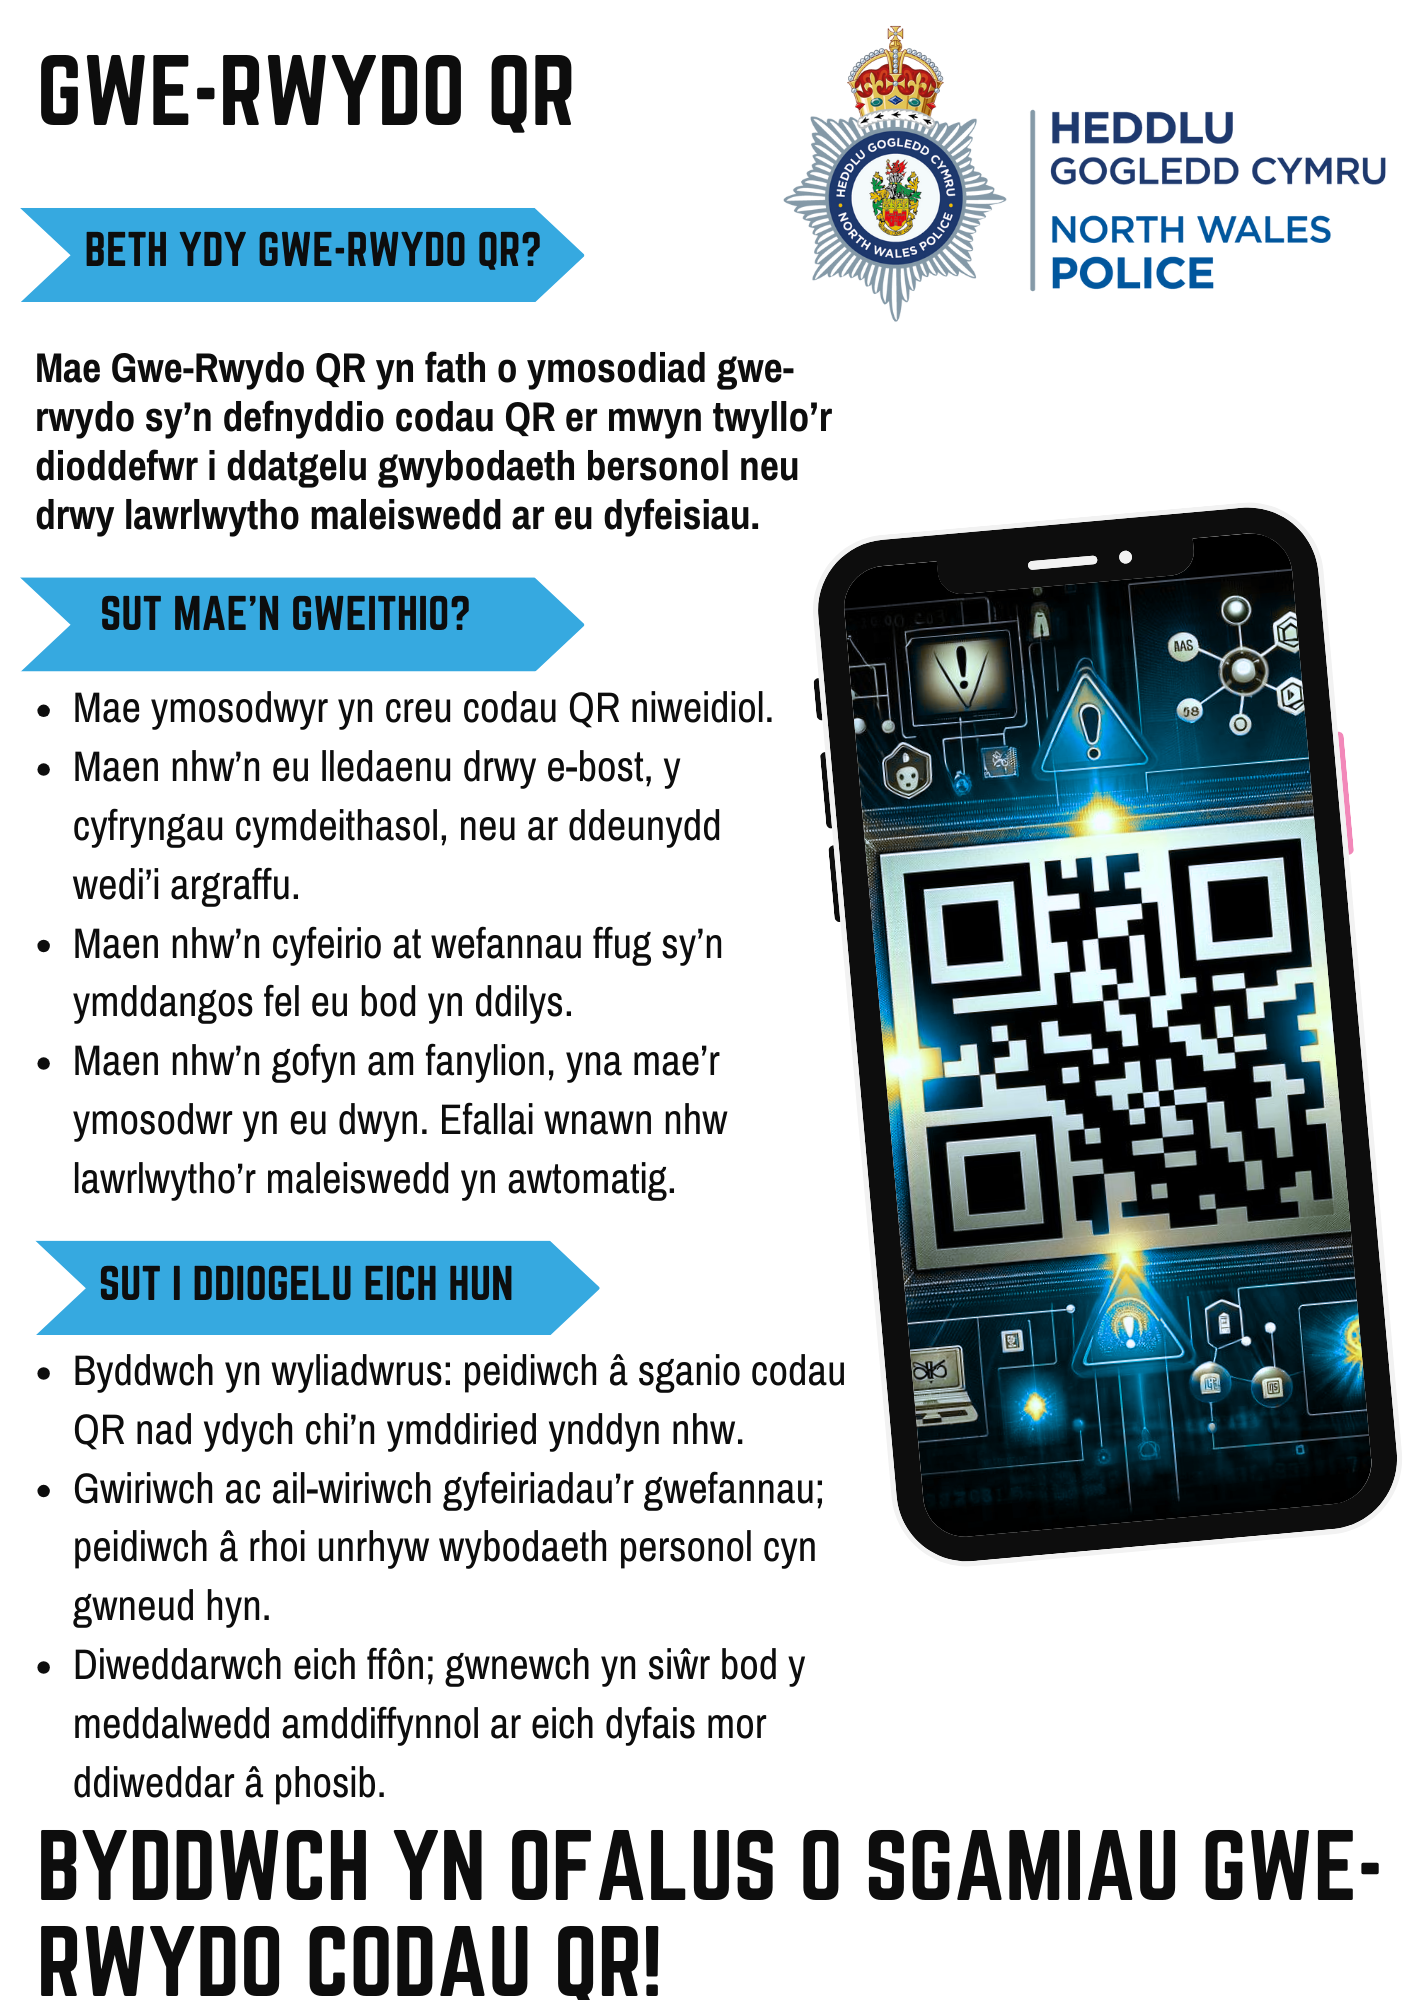 GWE-RWYDO QR
HEDDLU GOGLEDD CYMRU
NORTH WALES POLICE
HEDDLU
GOGLEDD CYMRU
NORTH WALES
POLICE
BETH YDY GWE-RWYDO QR?
Mae Gwe-Rwydo QR yn fath o ymosodiad gwe-
rwydo sy’n defnyddio codau QR er mwyn twyllo’r
dioddefwr i ddatgelu gwybodaeth bersonol neu
drwy lawrlwytho maleiswedd ar eu dyfeisiau.
SUT MAE’N GWEITHIO?
• Mae ymosodwyr yn creu codau QR niweidiol.
• Maen nhw’n eu lledaenu drwy e-bost, y
cyfryngau cymdeithasol, neu ar ddeunydd
wedi’i argraffu.
• Maen nhw’n cyfeirio at wefannau ffug sy’n
ymddangos fel eu bod yn ddilys.
• Maen nhw’n gofyn am fanylion, yna mae’r
ymosodwr yn eu dwyn. Efallai wnawn nhw
lawrlwytho’r maleiswedd yn awtomatig.
AAS
SUT I DDIOGELU EICH HUN
• Byddwch yn wyliadwrus: peidiwch â sganio codau
QR nad ydych chi’n ymddiried ynddyn nhw.
• Gwiriwch ac ail-wiriwch gyfeiriadau’r gwefannau;
peidiwch â rhoi unrhyw wybodaeth personol cyn
gwneud hyn.
• Diweddarwch eich ffôn; gwnewch yn siŵr bod y
meddalwedd amddiffynnol ar eich dyfais mor
ddiweddar â phosib.
BYDDWCH YN OFALUS O SGAMIAU GWE-
RWYDO CODAU QR!